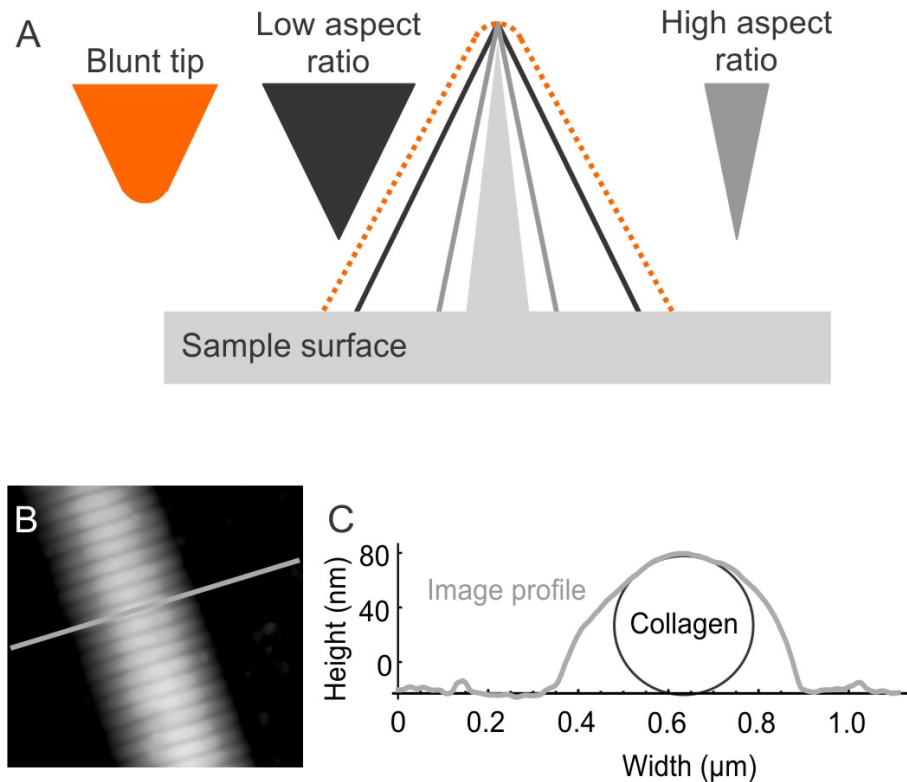 A
Blunt tip
Low aspect
ratio
High aspect
ratio
Sample surface
B
C
Height (nm)
80
40
0
Image profile
Collagen
0
0.2
0.4
0.6
0.8
1.0
Width (μm)